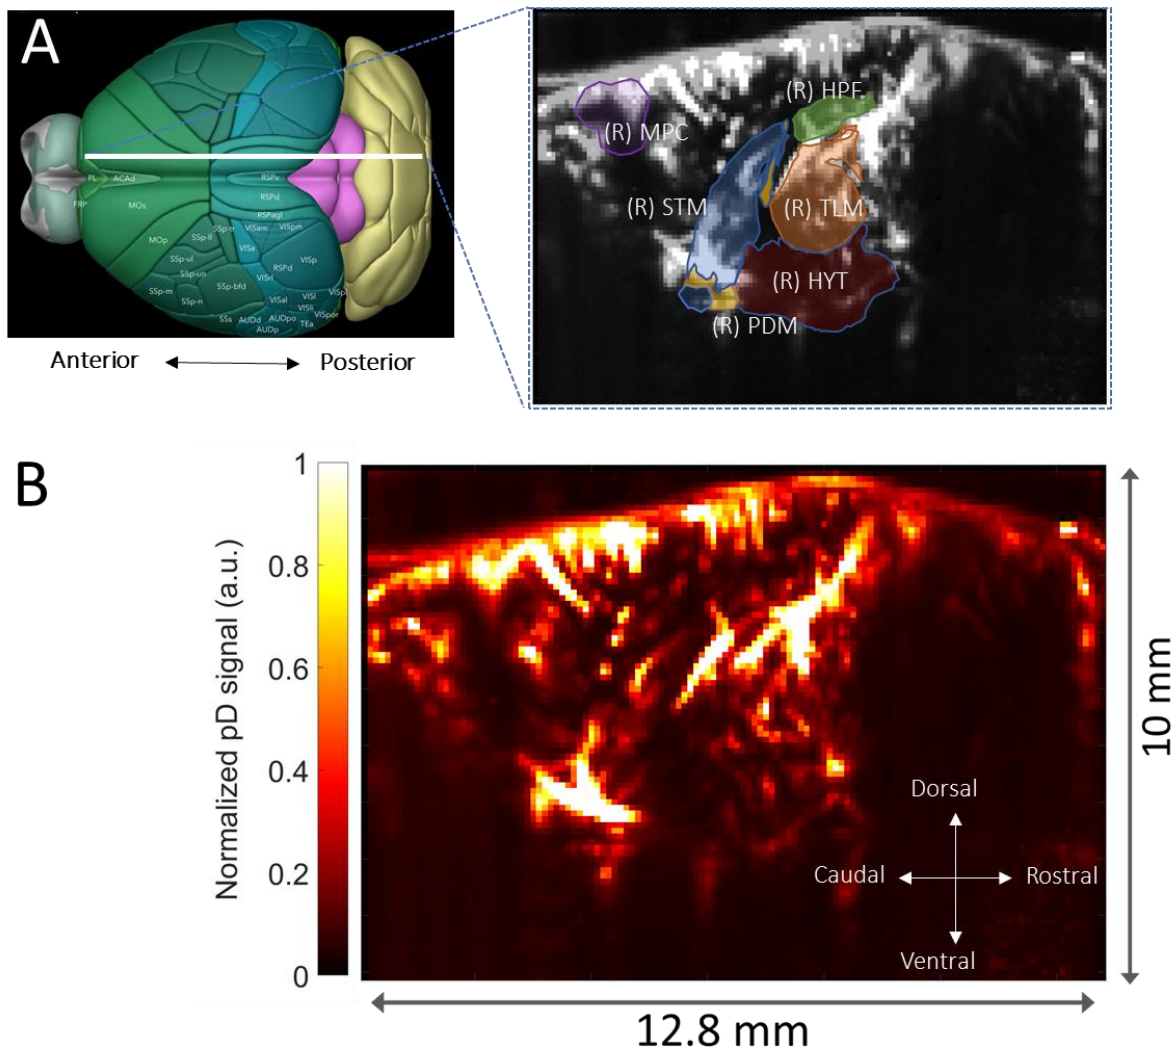 A
PL
ACAd
RSPv
FRP
MOs
RSPd
RSPagl
MOp
SSp-tr
VISam
VISpm
SSp-ll
VISa
SSp-ul
RSPd
VISp
SSp-un
VISrl
SSp-m
SSp-bfd
SSp-n
VISal
VISl
VISli
VISpor
SSs
AUDd
AUDpo
TEa
AUDp
Anterior
Posterior
(R) HPF
(R) MPC
(R) STM
(R) TLM
(R) HYT
(R) PDM
B
Normalized pD signal (a.u.)
1
0.8
0.6
0.4
0.2
0
Dorsal
Caudal
Rostral
Ventral
10 mm
12.8 mm